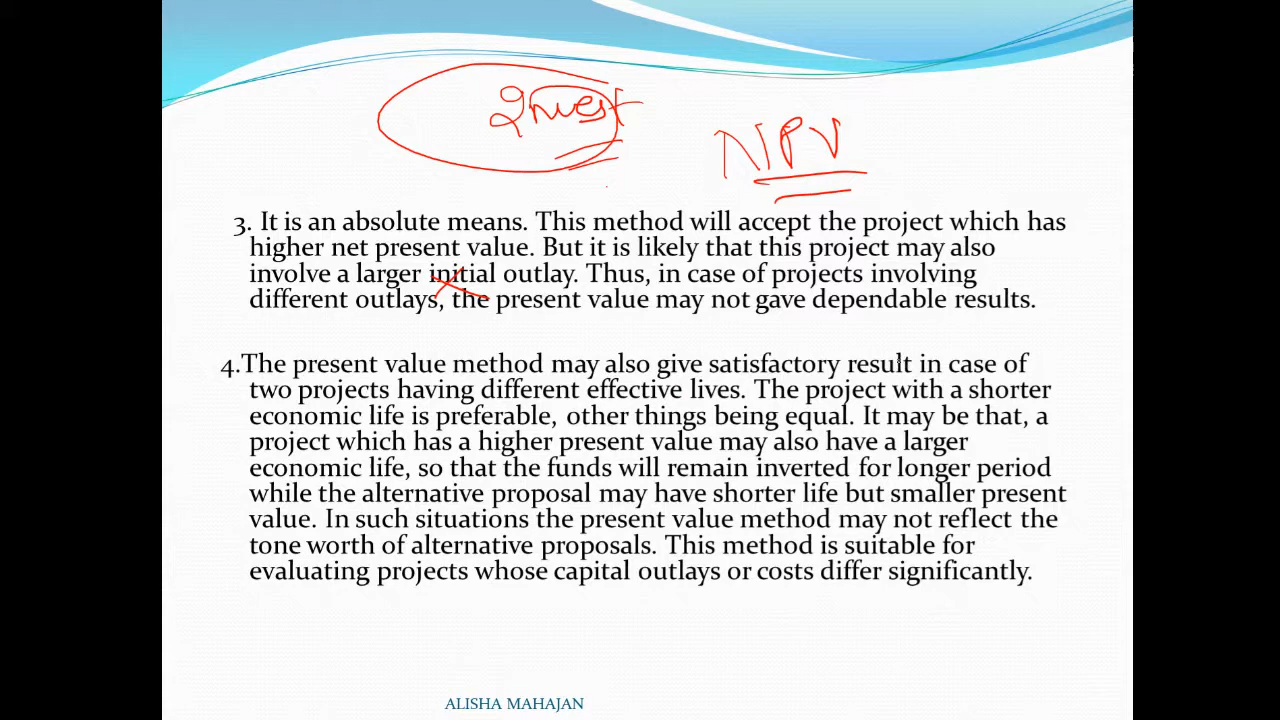 Invest
NPV
3. It is an absolute means. This method will accept the project which has
higher net present value. But it is likely that this project may also
involve a larger initial outlay. Thus, in case of projects involving
different outlays, the present value may not gave dependable results.
4.The present value method may also give satisfactory result in case of
two projects having different effective lives. The project with a shorter
economic life is preferable, other things being equal. It may be that, a
project which has a higher present value may also have a larger
economic life, so that the funds will remain inverted for longer period
while the alternative proposal may have shorter life but smaller present
value. In such situations the present value method may not reflect the
tone worth of alternative proposals. This method is suitable for
evaluating projects whose capital outlays or costs differ significantly.
ALISHA MAHAJAN